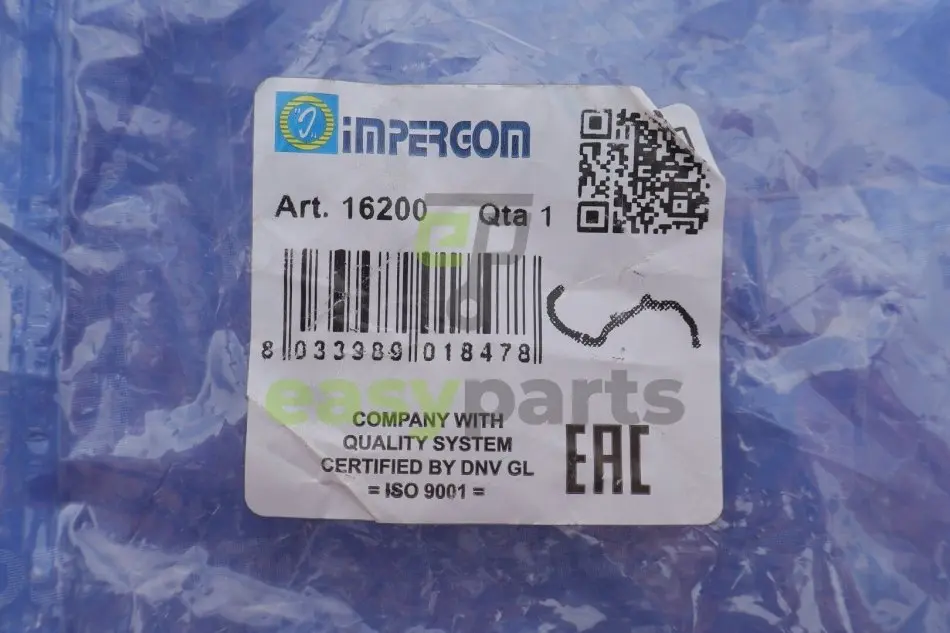 iMPERGOM
Art. 16200 Qta 1
8 033389 018478
easyparts
COMPANY WITH
QUALITY SYSTEM
CERTIFIED BY DNV GL
= ISO 9001 =
EAC